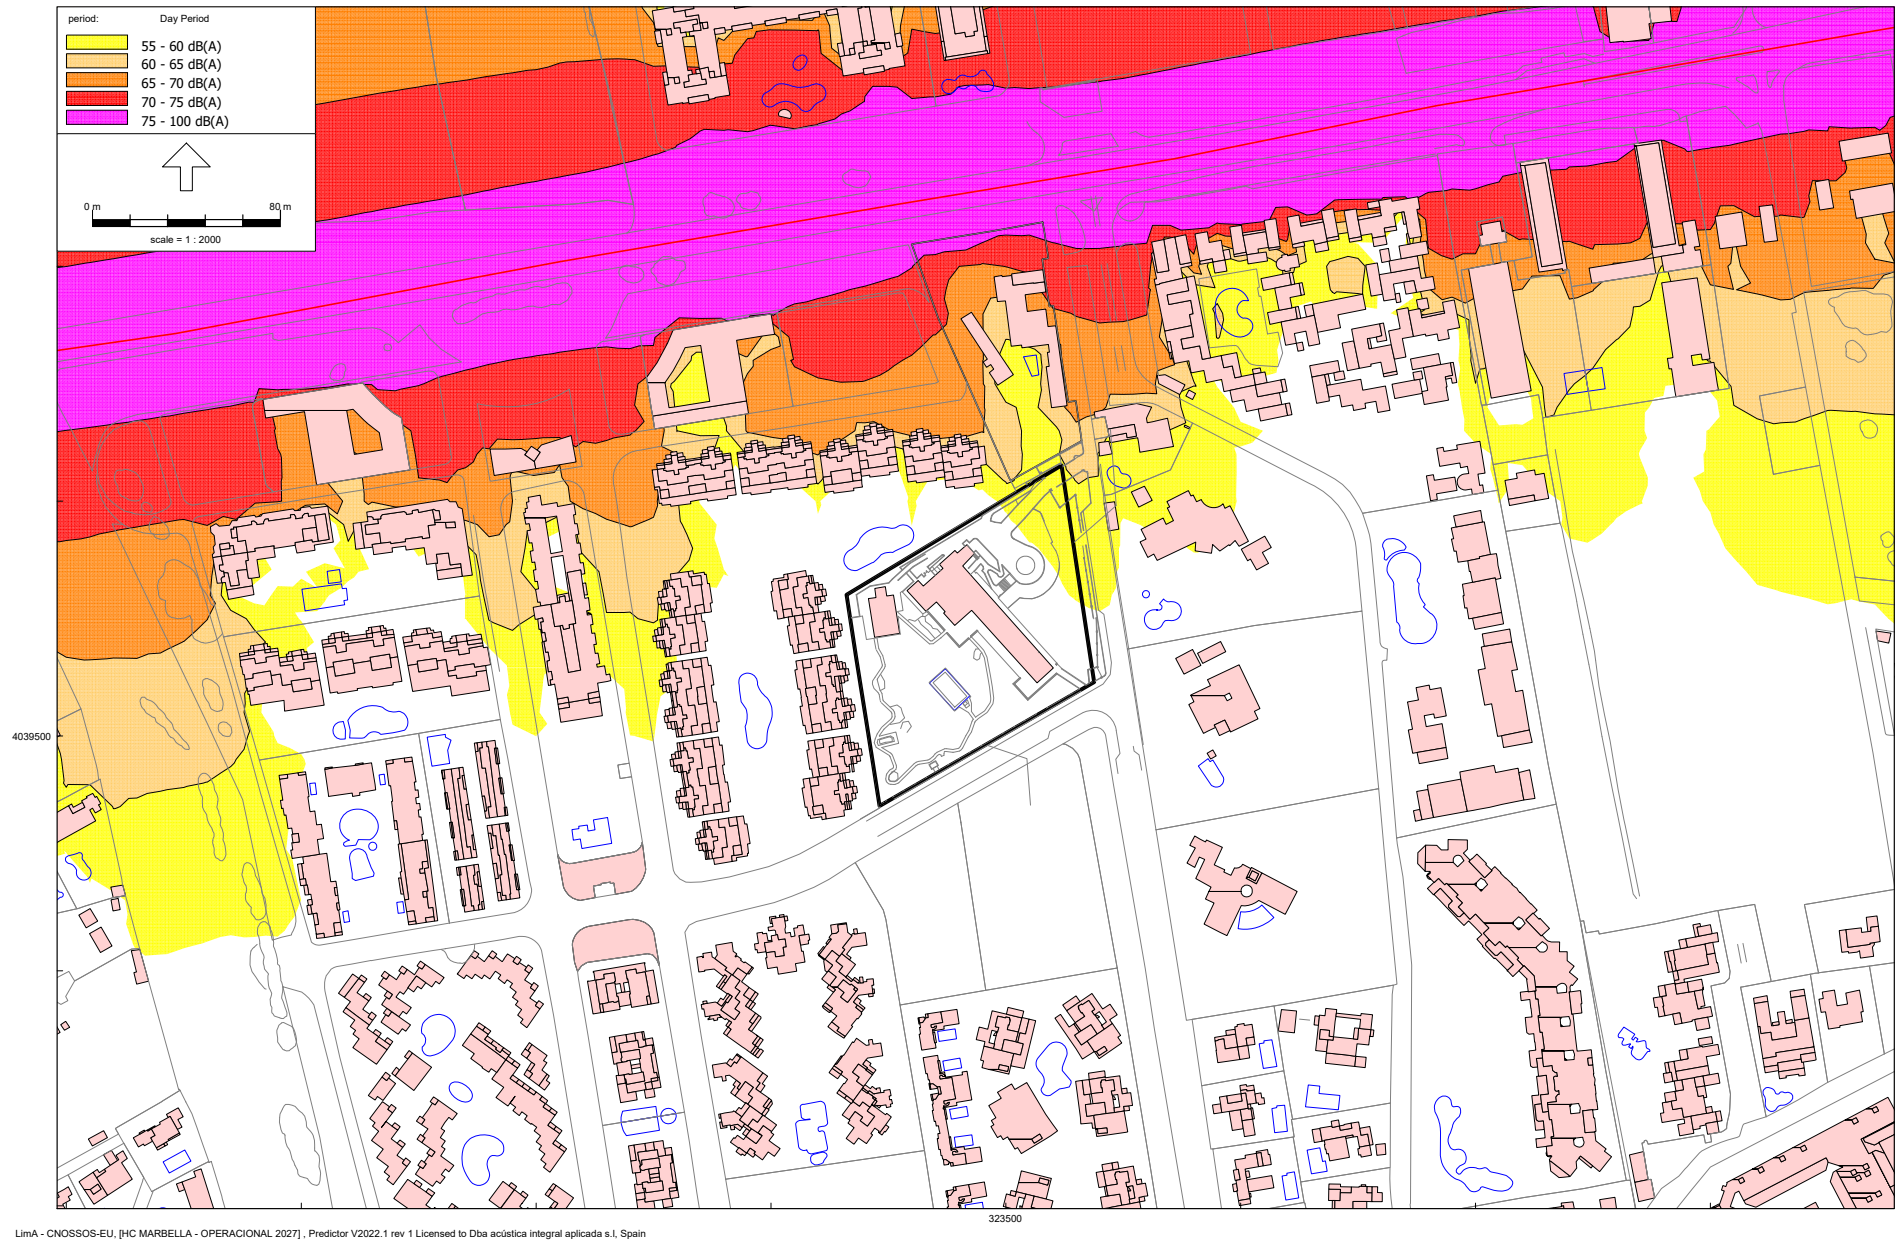 period: Day Period
55 - 60 dB(A)
60 - 65 dB(A)
65 - 70 dB(A)
70 - 75 dB(A)
75 - 100 dB(A)
0 m 80 m
scale = 1 : 2000
4039500
323500
LimA - CNOSSOS-EU, [HC MARBELLA - OPERACIONAL 2027] , Predictor V2022.1 rev 1 Licensed to Dba acústica integral aplicada s.l, Spain